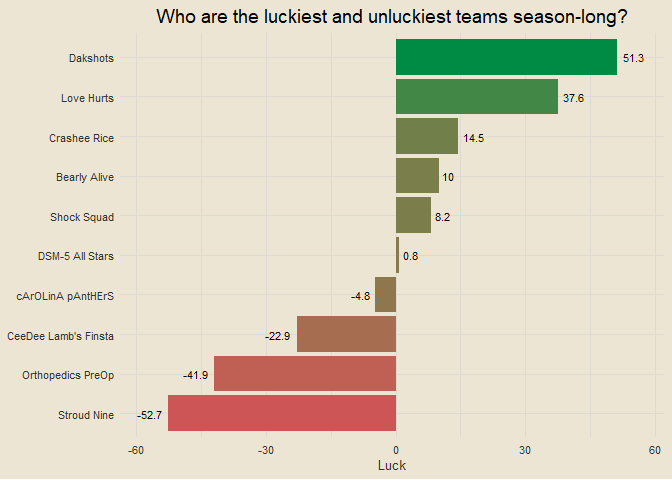 Who are the luckiest and unluckiest teams season-long?
Dakshots 51.3
Love Hurts 37.6
Crashee Rice 14.5
Bearly Alive 10
Shock Squad 8.2
DSM-5 All Stars 0.8
cArOLinA pAntHErS -4.8
CeeDee Lamb's Finsta -22.9
Orthopedics PreOp -41.9
Stroud Nine -52.7
-60 -30 0 30 60
Luck